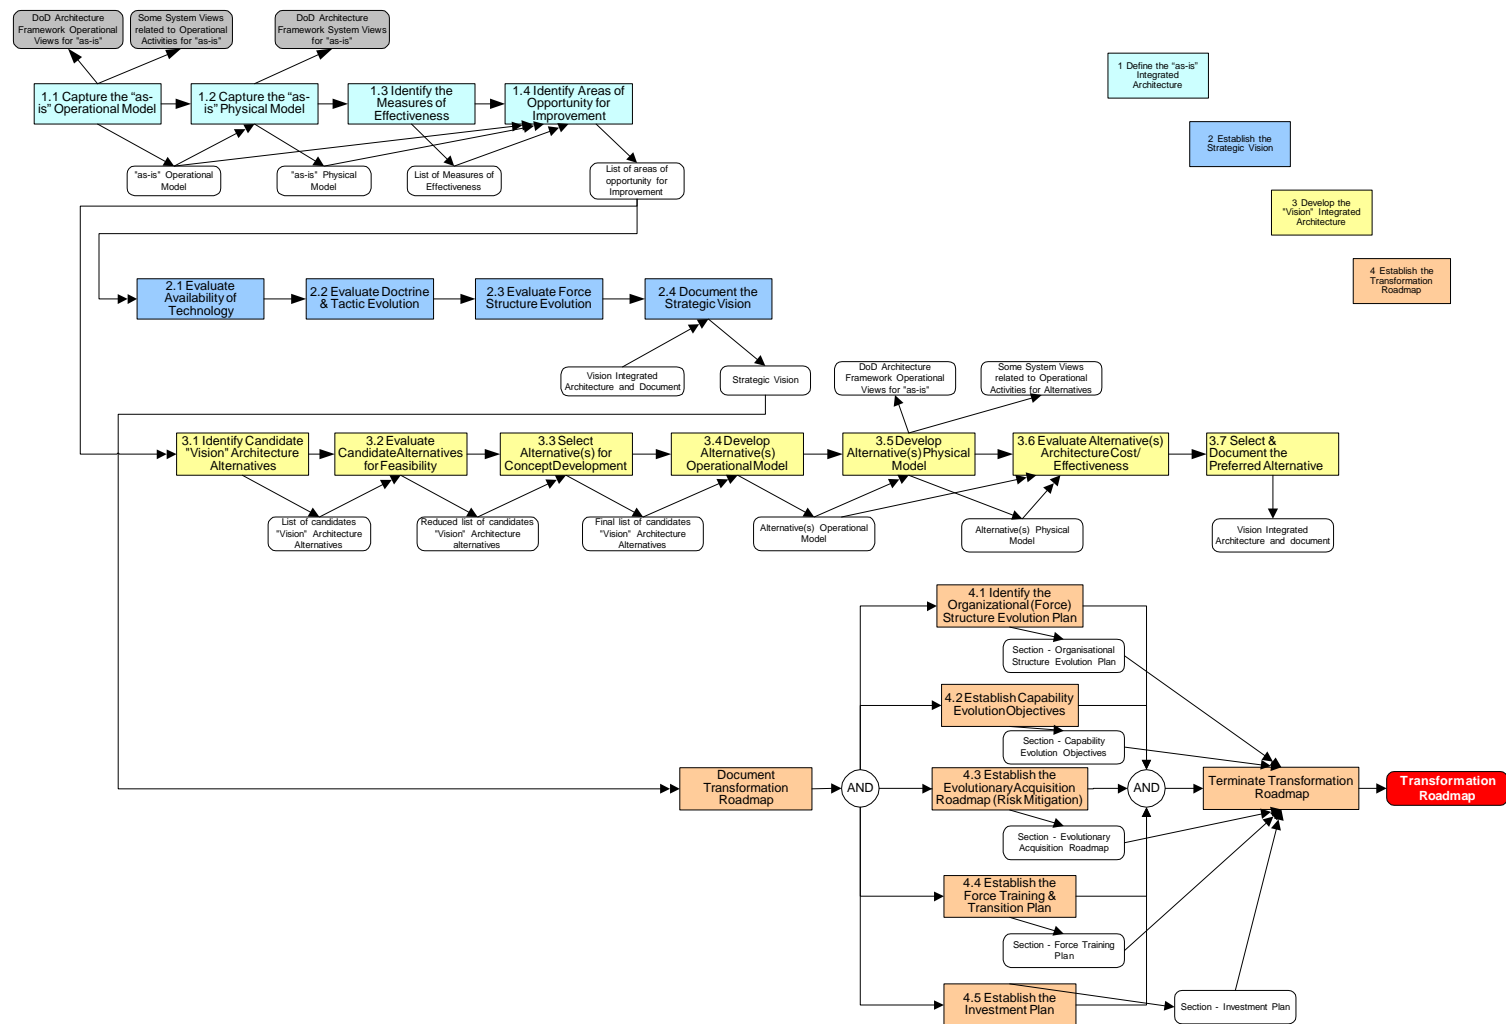 DoD Architecture
Framework Operational
Views for "as-is"
Some System Views
related to Operational
Activities for "as-is"
DoD Architecture
Framework System Views
for "as-is"
1.1 Capture the “as-
is” Operational Model
1.2 Capture the “as-
is” Physical Model
1.3 Identify the
Measures of
Effectiveness
1.4 Identify Areas of
Opportunity for
Improvement
1 Define the “as-is”
Integrated
Architecture
2 Establish the
Strategic Vision
3 Develop the
"Vision" Integrated
Architecture
4 Establish the
Transformation
Roadmap
"as-is" Operational
Model
"as-is" Physical
Model
List of Measures of
Effectiveness
List of areas of
opportunity for
Improvement
2.1 Evaluate
Availability of
Technology
2.2 Evaluate Doctrine
& Tactic Evolution
2.3 Evaluate Force
Structure Evolution
2.4 Document the
Strategic Vision
Vision Integrated
Architecture and Document
Strategic Vision
DoD Architecture
Framework Operational
Views for "as-is"
Some System Views
related to Operational
Activities for Alternatives
3.1 Identify Candidate
"Vision" Architecture
Alternatives
3.2 Evaluate
Candidate Alternatives
for Feasibility
3.3 Select
Alternative(s) for
Concept Development
3.4 Develop
Alternative(s)
Operational Model
3.5 Develop
Alternative(s) Physical
Model
3.6 Evaluate Alternative(s)
Architecture Cost/
Effectiveness
3.7 Select &
Document the
Preferred Alternative
List of candidates
"Vision" Architecture
Alternatives
Reduced list of candidates
"Vision" Architecture
alternatives
Final list of candidates
"Vision" Architecture
Alternatives
Alternative(s) Operational
Model
Alternative(s) Physical
Model
Vision Integrated
Architecture and document
4.1 Identify the
Organizational (Force)
Structure Evolution Plan
Section - Organisational
Structure Evolution Plan
4.2 Establish Capability
Evolution Objectives
Section - Capability
Evolution Objectives
Document
Transformation
Roadmap
AND
4.3 Establish the
Evolutionary Acquisition
Roadmap (Risk Mitigation)
AND
Terminate Transformation
Roadmap
Transformation
Roadmap
Section - Evolutionary
Acquisition Roadmap
4.4 Establish the
Force Training &
Transition Plan
Section - Force Training
Plan
4.5 Establish the
Investment Plan
Section - Investment Plan